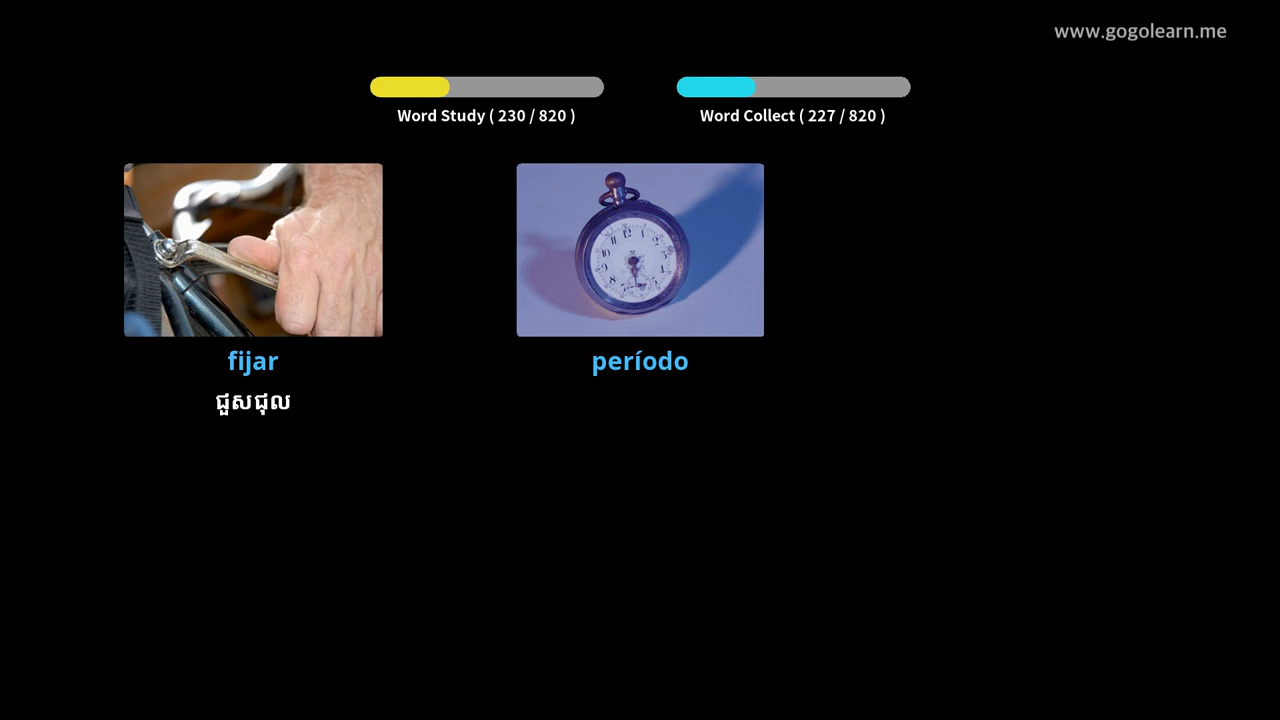 www.gogolearn.me
Word Study ( 230 / 820 )
Word Collect ( 227 / 820 )
fijar
ជួសជុល
período